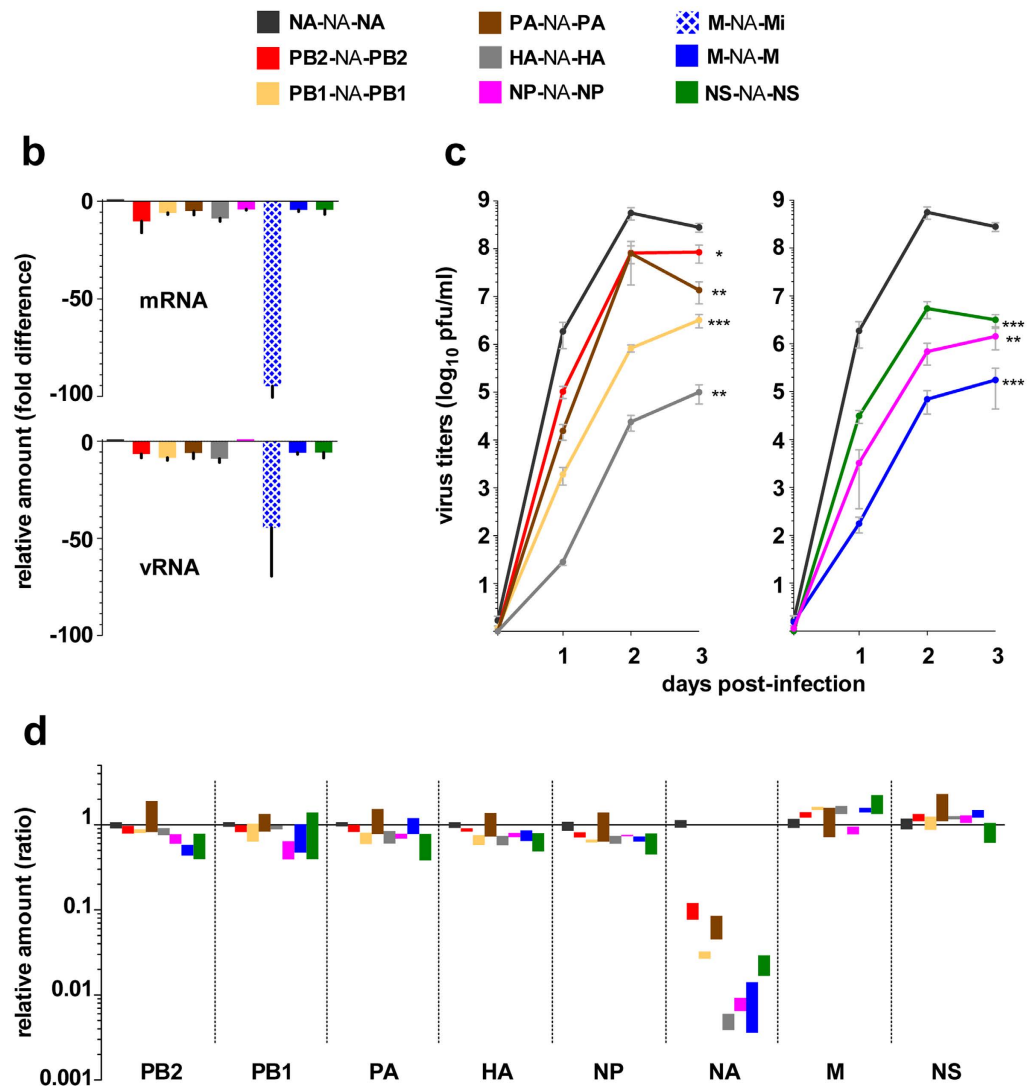 NA-NA-NA
PA-NA-PA
M-NA-Mi
PB2-NA-PB2
HA-NA-HA
M-NA-M
PB1-NA-PB1
NP-NA-NP
NS-NA-NS
b
relative amount (fold difference)
0
-50
-100
mRNA
0
-50
-100
vRNA
c
virus titers (log10 pfu/ml)
9
8
7
6
5
4
3
2
1
*
**
***
**
1
2
3
9
8
7
6
5
4
3
2
1
***
**
***
1
2
3
days post-infection
d
relative amount (ratio)
1
0.1
0.01
0.001
PB2
PB1
PA
HA
NP
NA
M
NS